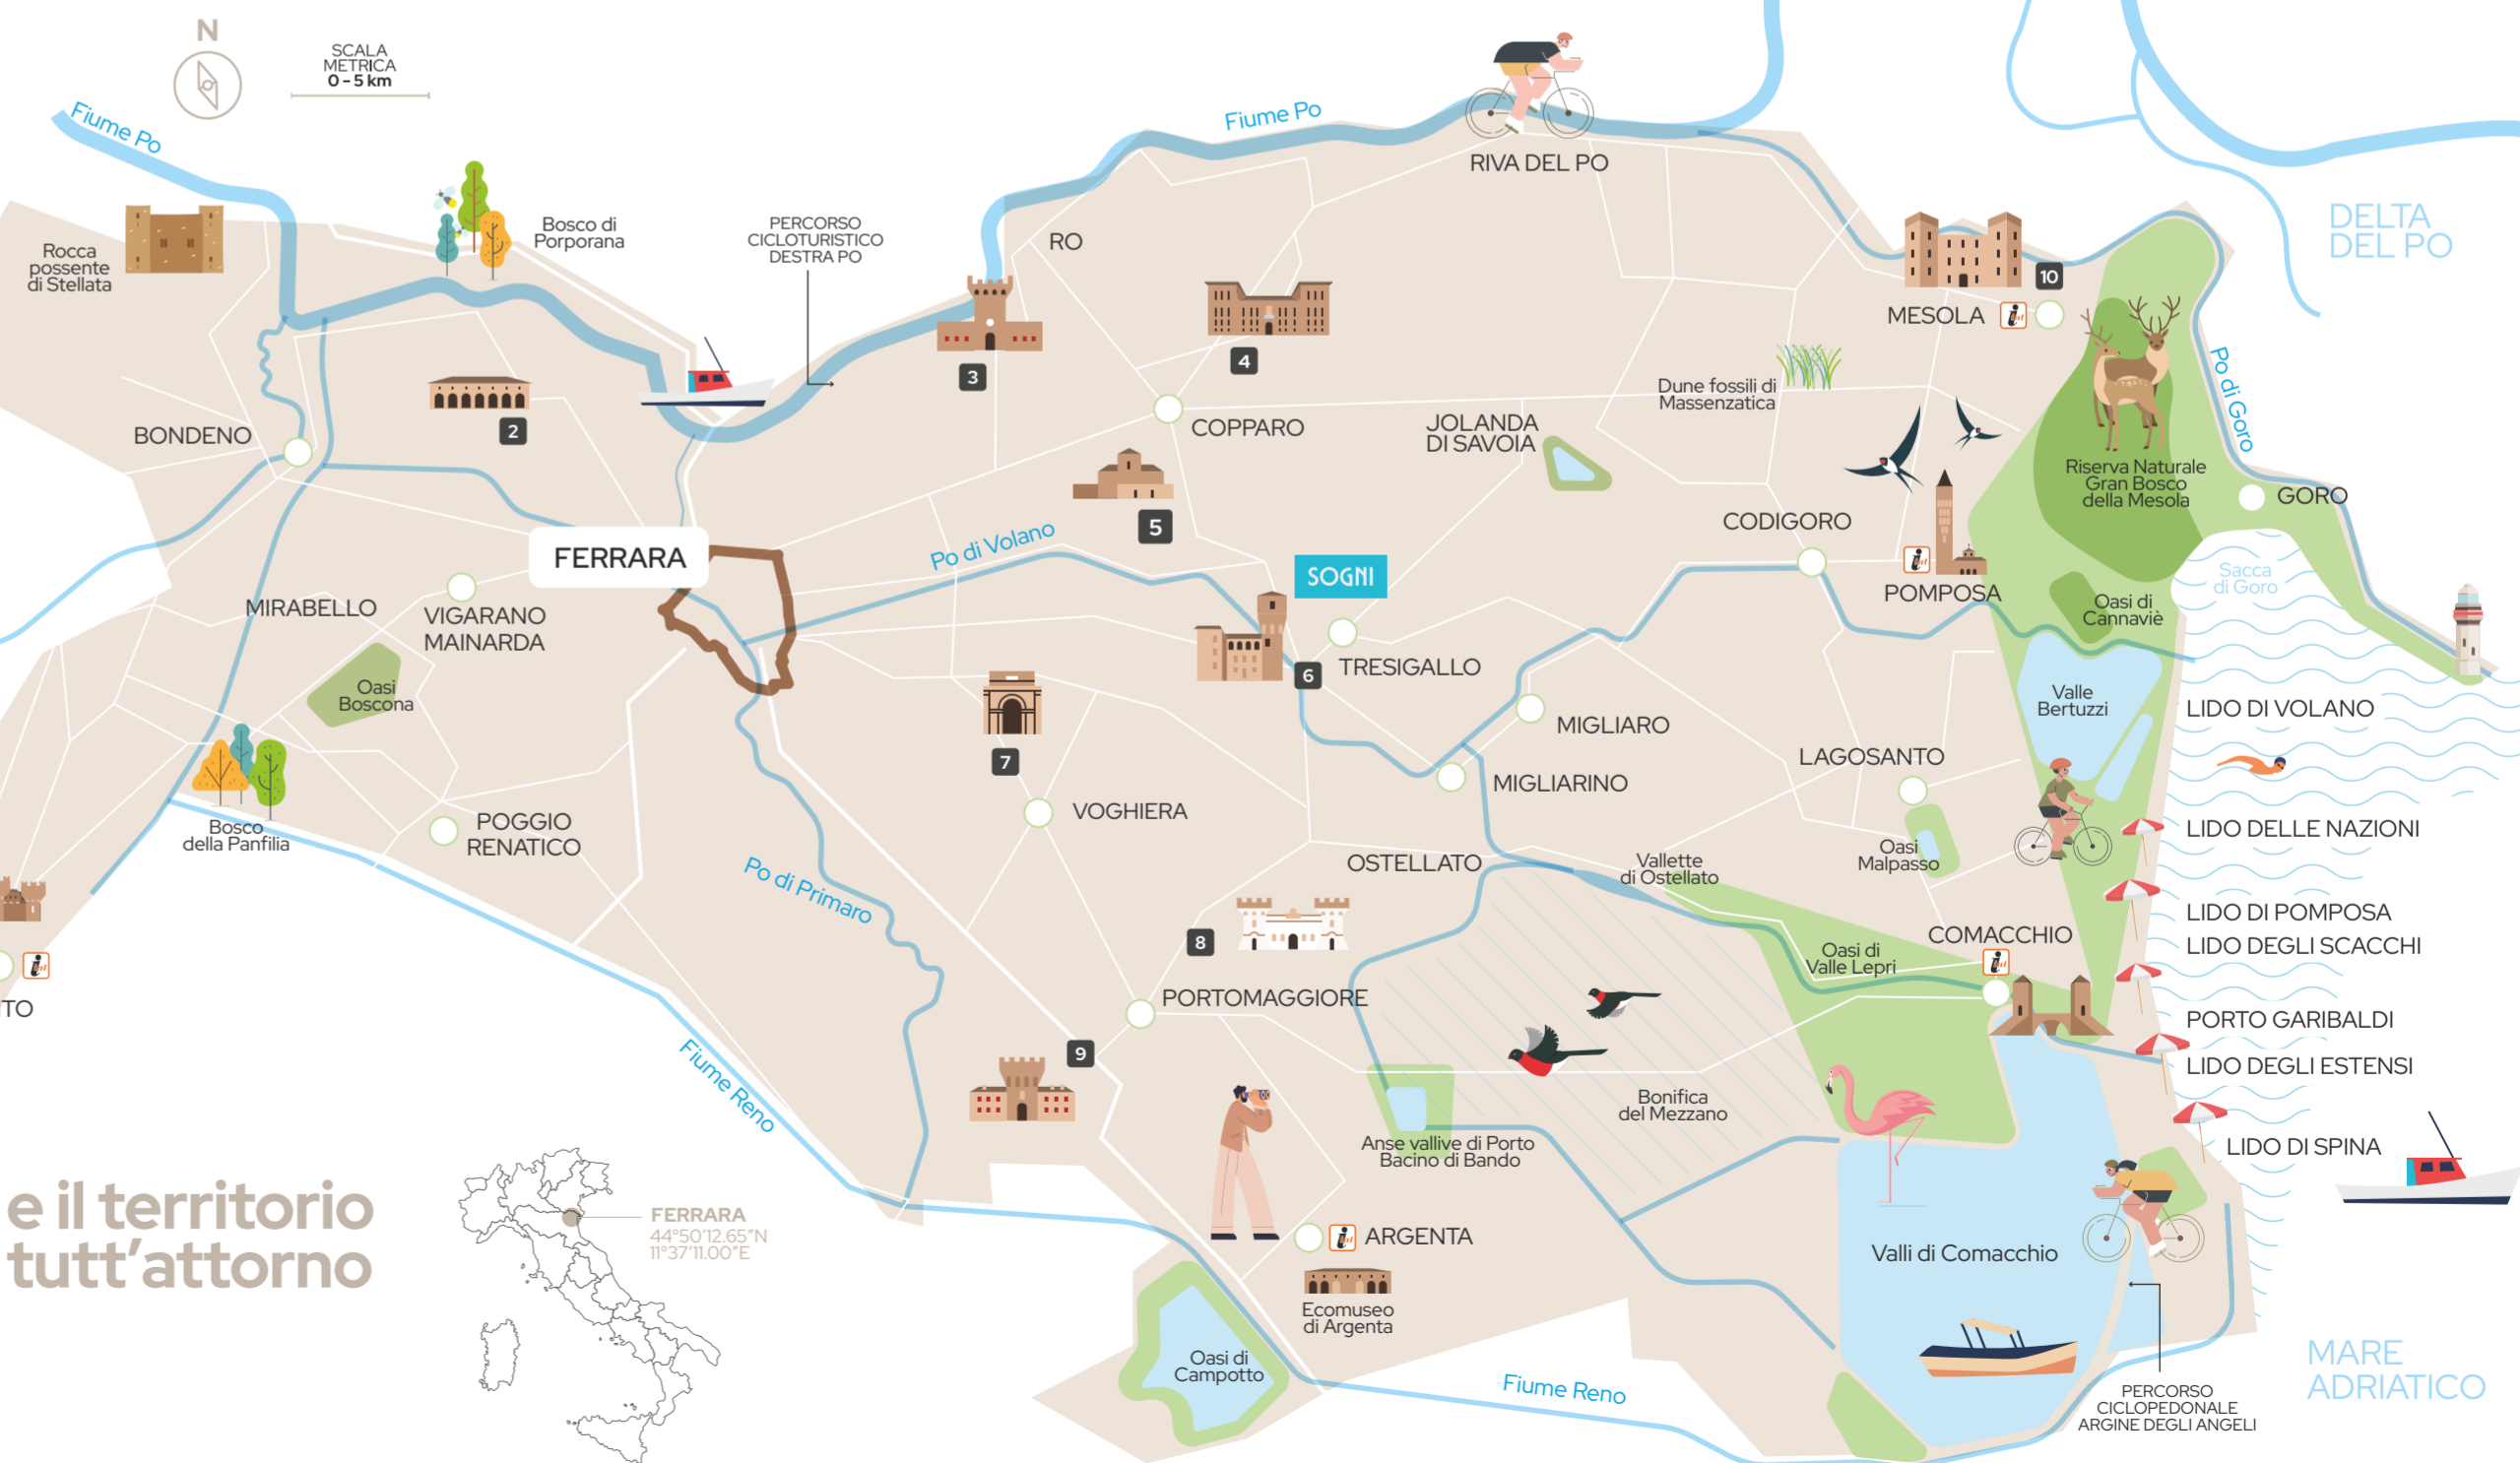 N
SCALA
METRICA
0 – 5 km
Fiume Po
Fiume Po
RIVA DEL PO
DELTA
DEL PO
Rocca
possente
di Stellata
Bosco di
Porporana
PERCORSO
CICLOTURISTICO
DESTRA PO
RO
10
MESOLA
3
4
2
BONDENO
COPPARO
JOLANDA
DI SAVOIA
Dune fossili di
Massenzatica
Po di Goro
Riserva Naturale
Gran Bosco
della Mesola
GORO
5
CODIGORO
FERRARA
Po di Volano
SOGNI
POMPOSA
Sacca
di Goro
Oasi di
Cannaviè
MIRABELLO
VIGARANO
MAINARDA
6
TRESIGALLO
Oasi
Boscona
Valle
Bertuzzi
LIDO DI VOLANO
MIGLIARO
7
LAGOSANTO
MIGLIARINO
VOGHIERA
POGGIO
RENATICO
Bosco
della Panfilia
LIDO DELLE NAZIONI
OSTELLATO
Vallette
di Ostellato
Oasi
Malpasso
Po di Primaro
LIDO DI POMPOSA
8
COMACCHIO
LIDO DEGLI SCACCHI
Oasi di
Valle Lepri
TO
PORTOMAGGIORE
PORTO GARIBALDI
9
LIDO DEGLI ESTENSI
Fiume Reno
Bonifica
del Mezzano
Anse vallive di Porto
Bacino di Bando
LIDO DI SPINA
e il territorio
tutt'attorno
FERRARA
44°50'12.65"N
11°37'11.00"E
ARGENTA
Valli di Comacchio
Ecomuseo
di Argenta
Oasi di
Campotto
Fiume Reno
MARE
ADRIATICO
PERCORSO
CICLOPEDONALE
ARGINE DEGLI ANGELI